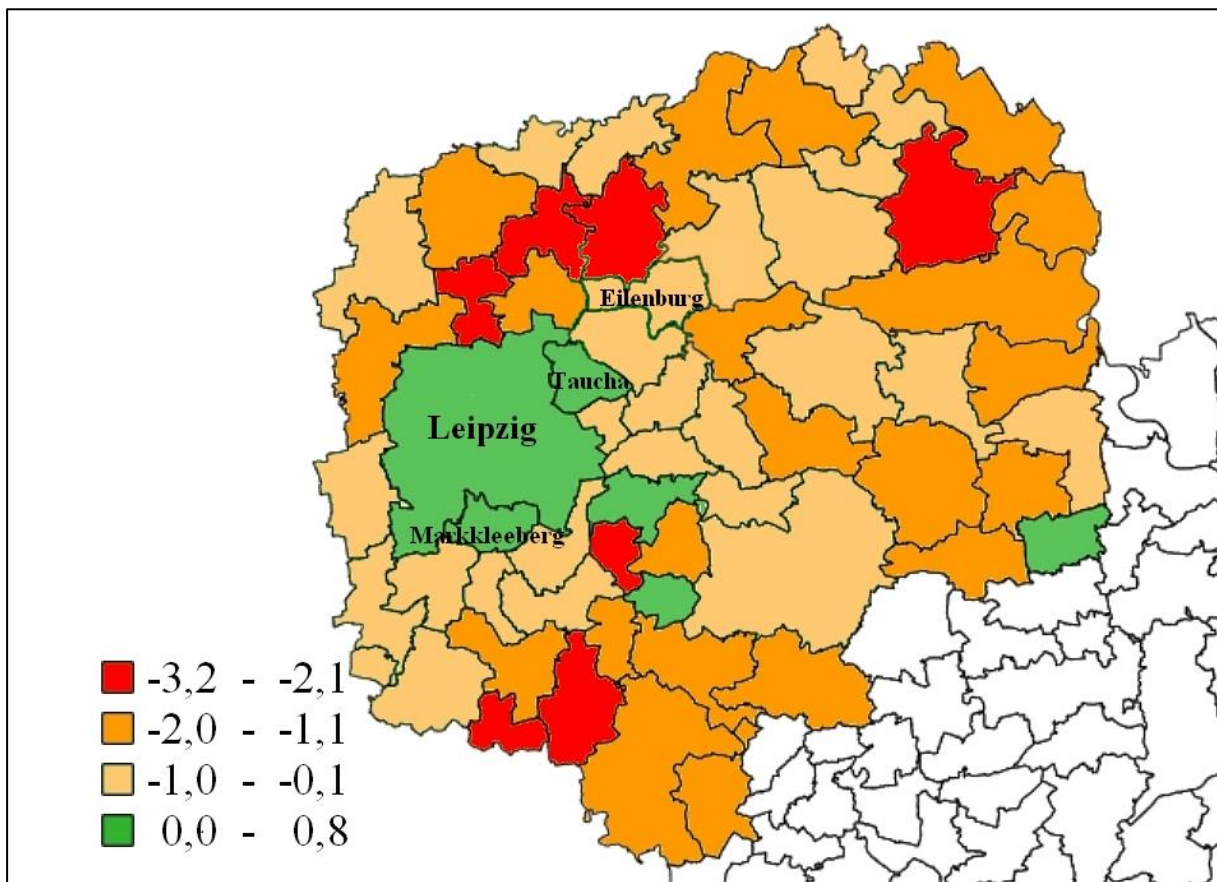 Eilenburg
Taucha
Leipzig
Markkleeberg
-3,2 - -2,1
-2,0 - -1,1
-1,0 - -0,1
0,0 - 0,8